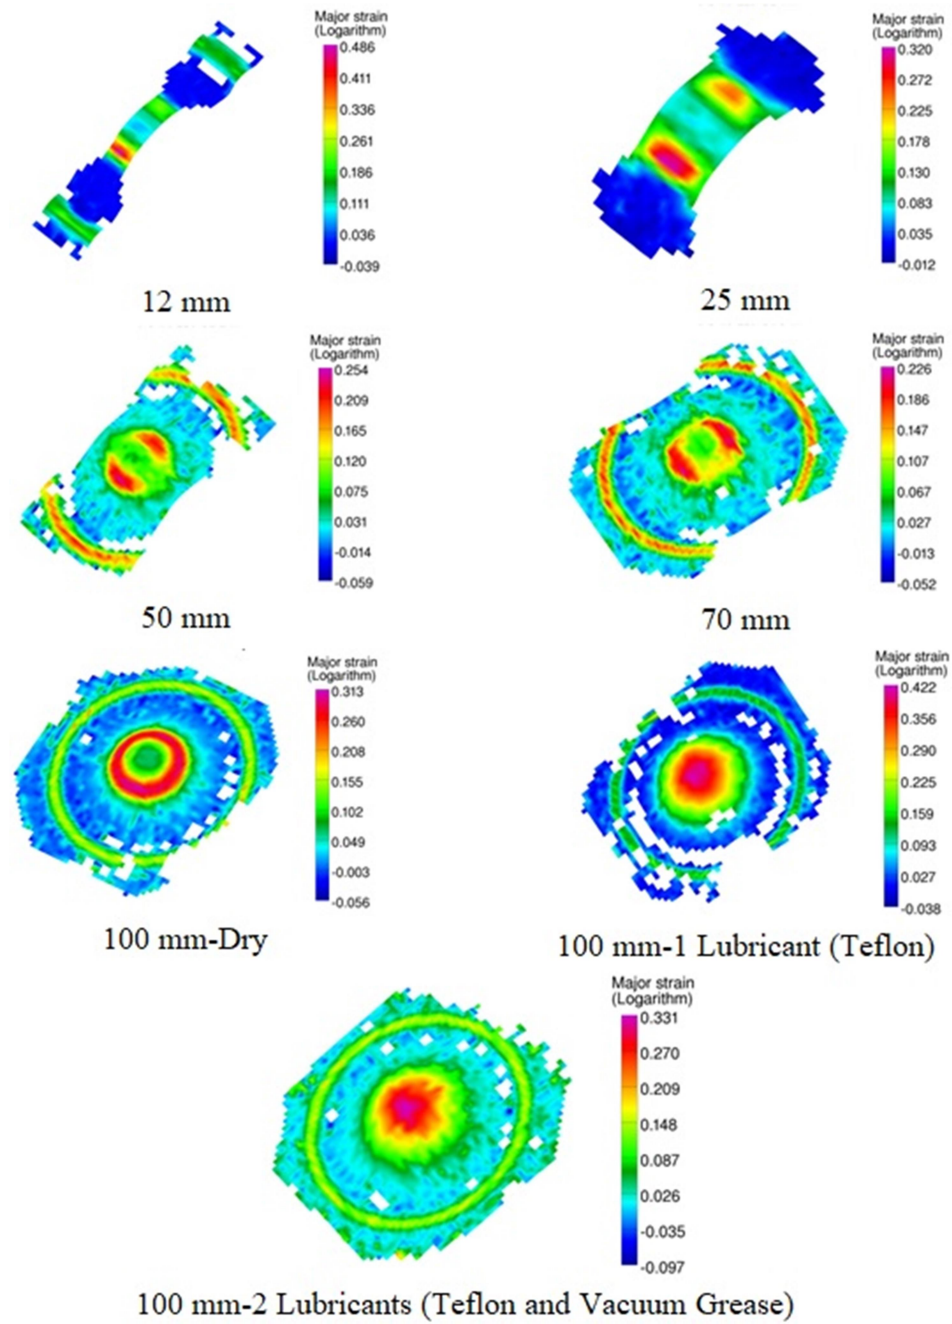 Major strain
(Logarithm)
0.486
0.411
0.336
0.261
0.186
0.111
0.036
-0.039
12 mm
Major strain
(Logarithm)
0.320
0.272
0.225
0.178
0.130
0.083
0.035
-0.012
25 mm
Major strain
(Logarithm)
0.254
0.209
0.165
0.120
0.075
0.031
-0.014
-0.059
50 mm
Major strain
(Logarithm)
0.226
0.186
0.147
0.107
0.067
0.027
-0.013
-0.052
70 mm
Major strain
(Logarithm)
0.313
0.260
0.208
0.155
0.102
0.049
-0.003
-0.056
100 mm-Dry
Major strain
(Logarithm)
0.422
0.356
0.290
0.225
0.159
0.093
0.027
-0.038
100 mm-1 Lubricant (Teflon)
Major strain
(Logarithm)
0.331
0.270
0.209
0.148
0.087
0.026
-0.035
-0.097
100 mm-2 Lubricants (Teflon and Vacuum Grease)